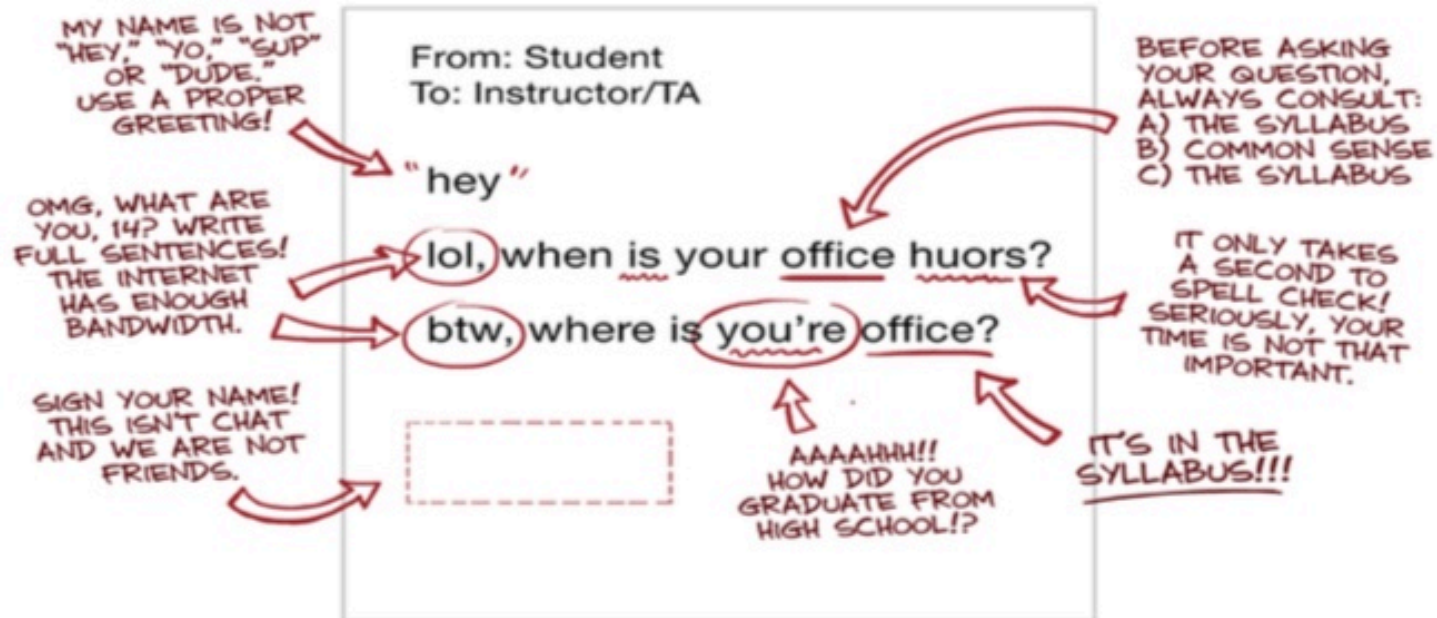 MY NAME IS NOT
"HEY," "YO," "SUP"
OR "DUDE."
USE A PROPER
GREETING!
From: Student
To: Instructor/TA
BEFORE ASKING
YOUR QUESTION,
ALWAYS CONSULT:
A) THE SYLLABUS
B) COMMON SENSE
C) THE SYLLABUS
"hey"
OMG, WHAT ARE
YOU, 14? WRITE
FULL SENTENCES!
THE INTERNET
HAS ENOUGH
BANDWIDTH.
lol, when is your office huors?
btw, where is you're office?
IT ONLY TAKES
A SECOND TO
SPELL CHECK!
SERIOUSLY, YOUR
TIME IS NOT THAT
IMPORTANT.
SIGN YOUR NAME!
THIS ISN'T CHAT
AND WE ARE NOT
FRIENDS.
AAAAHHH!!
HOW DID YOU
GRADUATE FROM
HIGH SCHOOL!?
IT'S IN THE
SYLLABUS!!!